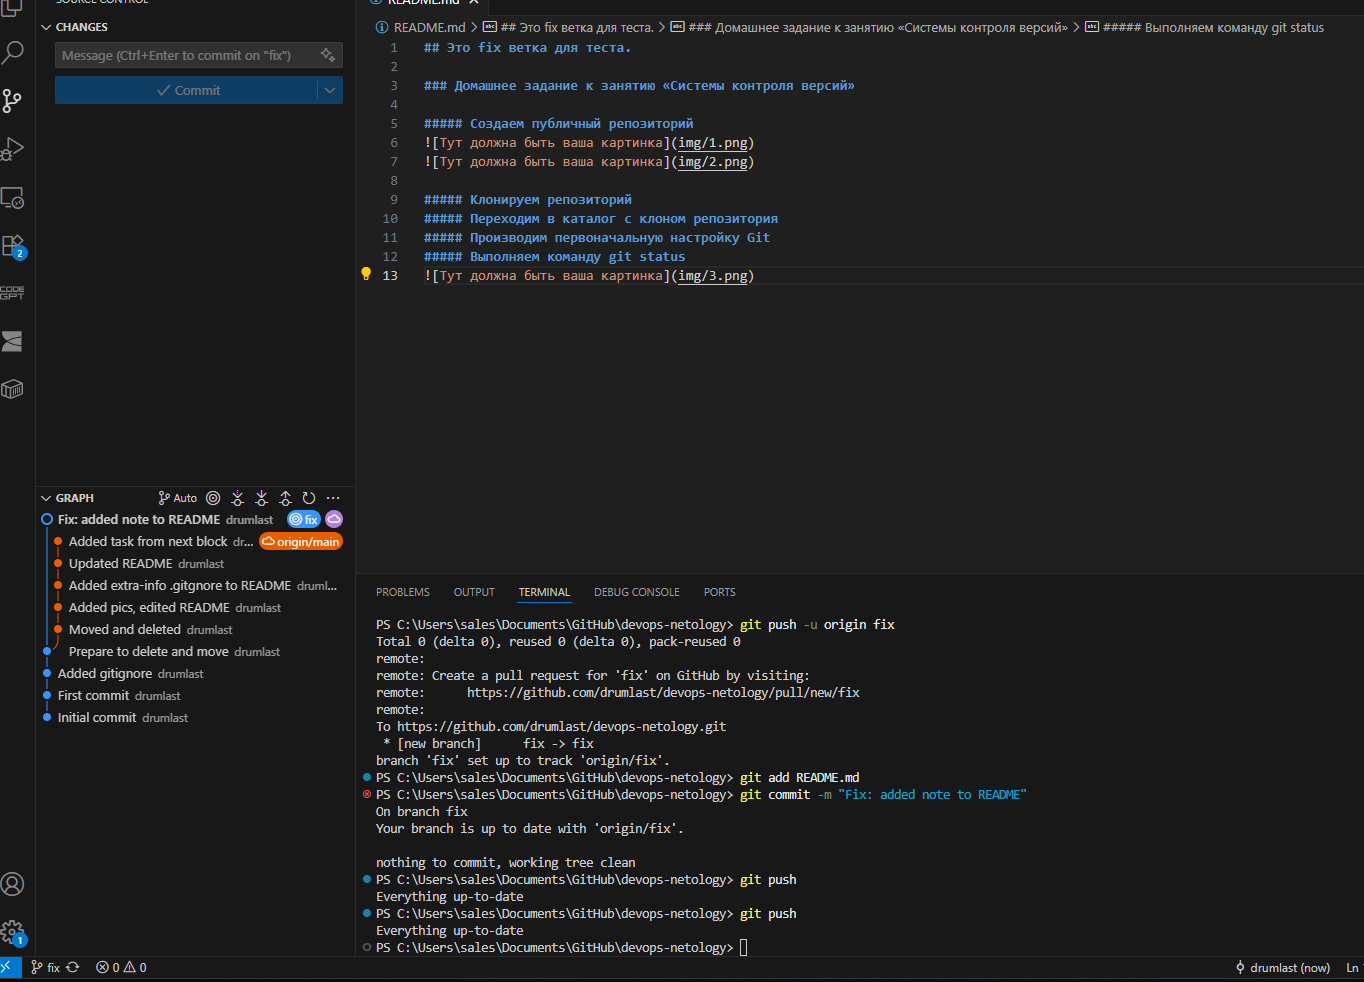 SOURCE CONTROL
CHANGES
Message (Ctrl+Enter to commit on "fix")
Commit
2
CODE
GPT
README.md
README.md > ## Это fix ветка для теста. > ### Домашнее задание к занятию «Системы контроля версий» > ##### Выполняем команду git status
1 ## Это fix ветка для теста.
2
3 ### Домашнее задание к занятию «Системы контроля версий»
4
5 ##### Создаем публичный репозиторий
6 ![Тут должна быть ваша картинка](img/1.png)
7 ![Тут должна быть ваша картинка](img/2.png)
8
9 ##### Клонируем репозиторий
10 ##### Переходим в каталог с клоном репозитория
11 ##### Производим первоначальную настройку Git
12 ##### Выполняем команду git status
13 ![Тут должна быть ваша картинка](img/3.png)
GRAPH Auto
Fix: added note to README drumlast fix
Added task from next block dr... origin/main
Updated README drumlast
Added extra-info .gitgnore to README druml...
Added pics, edited README drumlast
Moved and deleted drumlast
Prepare to delete and move drumlast
Added gitignore drumlast
First commit drumlast
Initial commit drumlast
PROBLEMS OUTPUT TERMINAL DEBUG CONSOLE PORTS
PS C:\Users\sales\Documents\GitHub\devops-netology> git push -u origin fix
Total 0 (delta 0), reused 0 (delta 0), pack-reused 0
remote:
remote: Create a pull request for 'fix' on GitHub by visiting:
remote:      https://github.com/drumlast/devops-netology/pull/new/fix
remote:
To https://github.com/drumlast/devops-netology.git
 * [new branch]      fix -> fix
branch 'fix' set up to track 'origin/fix'.
PS C:\Users\sales\Documents\GitHub\devops-netology> git add README.md
PS C:\Users\sales\Documents\GitHub\devops-netology> git commit -m "Fix: added note to README"
On branch fix
Your branch is up to date with 'origin/fix'.
nothing to commit, working tree clean
PS C:\Users\sales\Documents\GitHub\devops-netology> git push
Everything up-to-date
PS C:\Users\sales\Documents\GitHub\devops-netology> git push
Everything up-to-date
PS C:\Users\sales\Documents\GitHub\devops-netology>
1
fix 0 0 drumlast (now) Ln